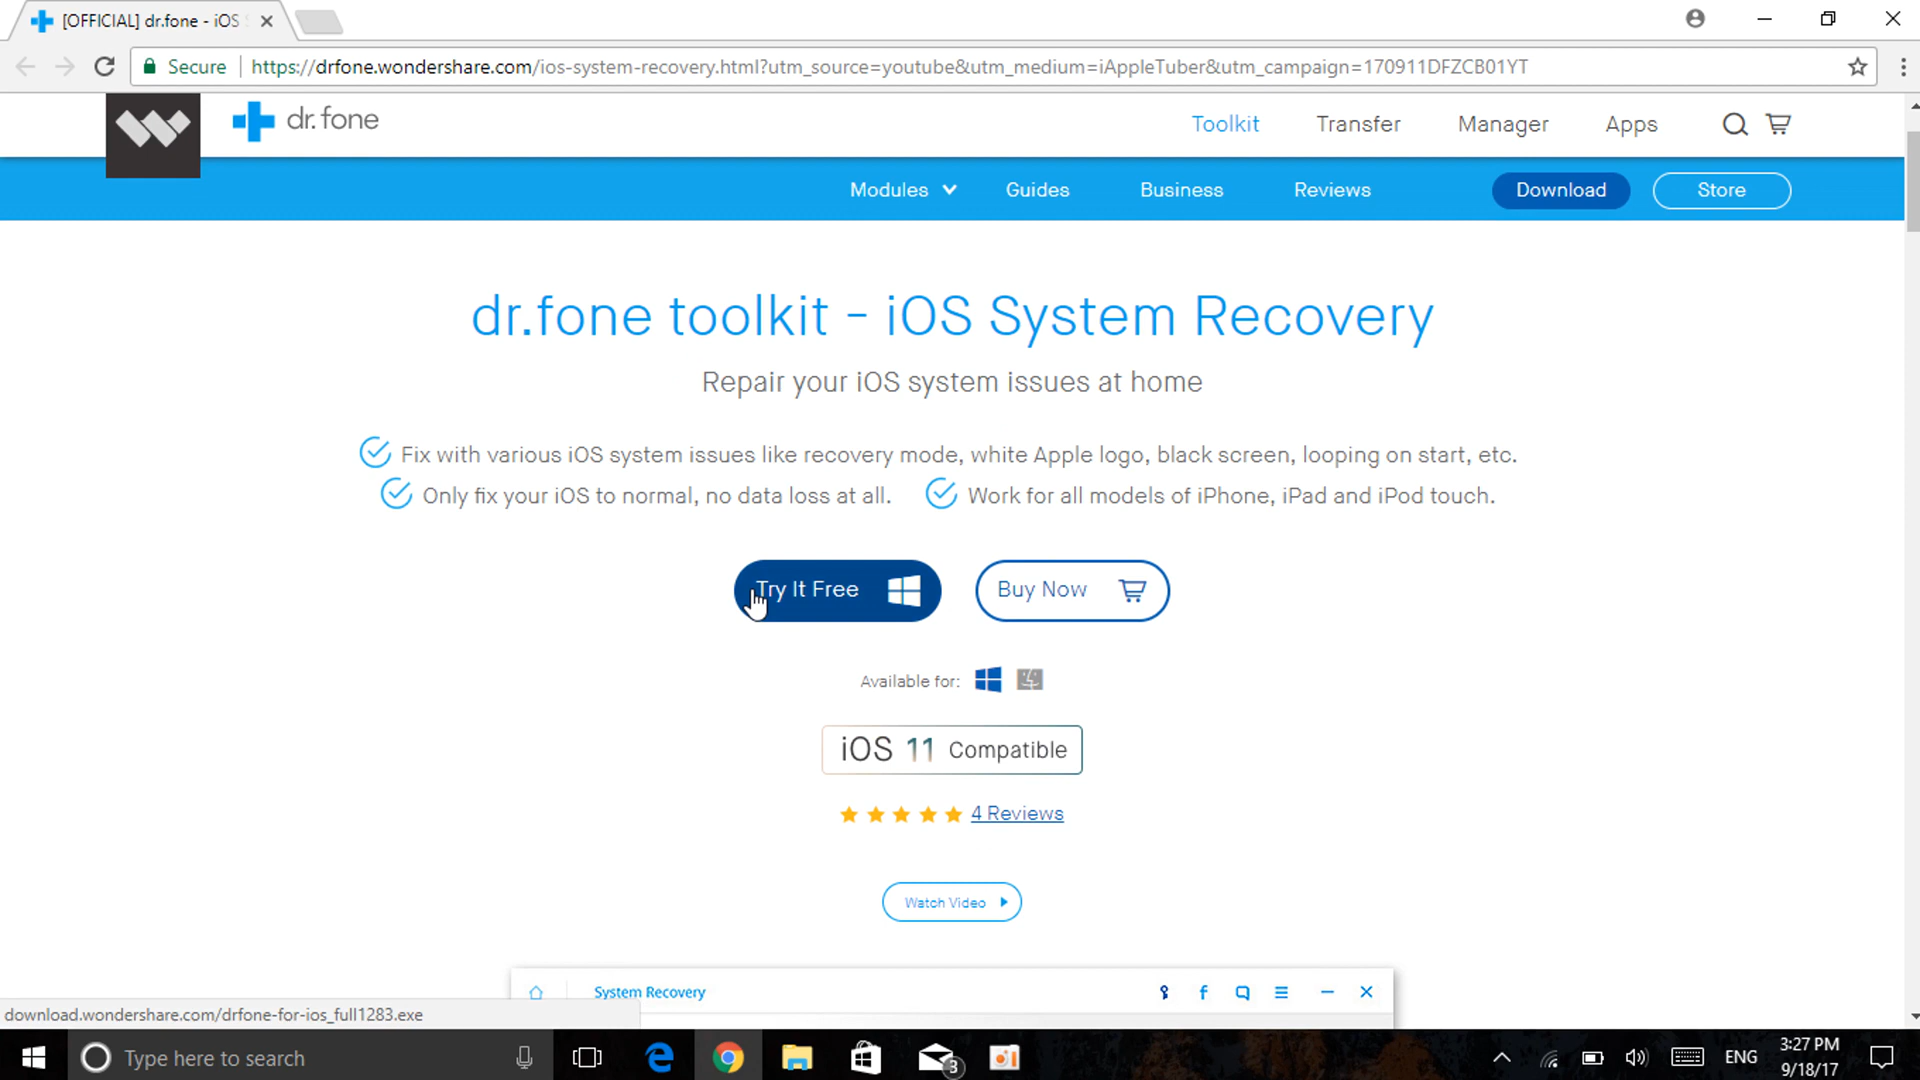 [OFFICIAL] dr.fone - iOS
Secure
https://drfone.wondershare.com/ios-system-recovery.html?utm_source=youtube&utm_medium=iAppleTuber&utm_campaign=170911DFZCB01YT
dr.fone
Toolkit Transfer Manager Apps
Modules Guides Business Reviews Download Store
dr.fone toolkit - iOS System Recovery
Repair your iOS system issues at home
Fix with various iOS system issues like recovery mode, white Apple logo, black screen, looping on start, etc.
Only fix your iOS to normal, no data loss at all. Work for all models of iPhone, iPad and iPod touch.
Try It Free Buy Now
Available for:
iOS 11 Compatible
4 Reviews
Watch Video
System Recovery
download.wondershare.com/drfone-for-ios_full1283.exe
Type here to search
3
ENG
3:27 PM
9/18/17